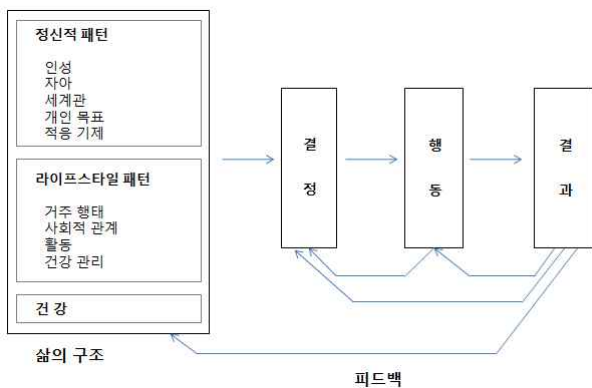 정신적 패턴
인성
자아
세계관
개인 목표
적응 기제
라이프스타일 패턴
거주 행태
사회적 관계
활동
건강 관리
건 강
삶의 구조
결
정
행
동
결
과
피드백